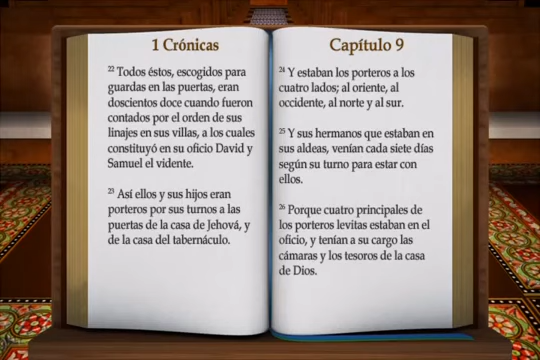 1 Crónicas
22 Todos éstos, escogidos para
guardas en las puertas, eran
doscientos doce cuando fueron
contados por el orden de sus
linajes en sus villas, a los cuales
constituyó en su oficio David y
Samuel el vidente.
23 Así ellos y sus hijos eran
porteros por sus turnos a las
puertas de la casa de Jehová, y
de la casa del tabernáculo.
Capítulo 9
24 Y estaban los porteros a los
cuatro lados; al oriente, al
occidente, al norte y al sur.
25 Y sus hermanos que estaban en
sus aldeas, venían cada siete días
según su turno para estar con
ellos.
26 Porque cuatro principales de
los porteros levitas estaban en el
oficio, y tenían a su cargo las
cámaras y los tesoros de la casa
de Dios.